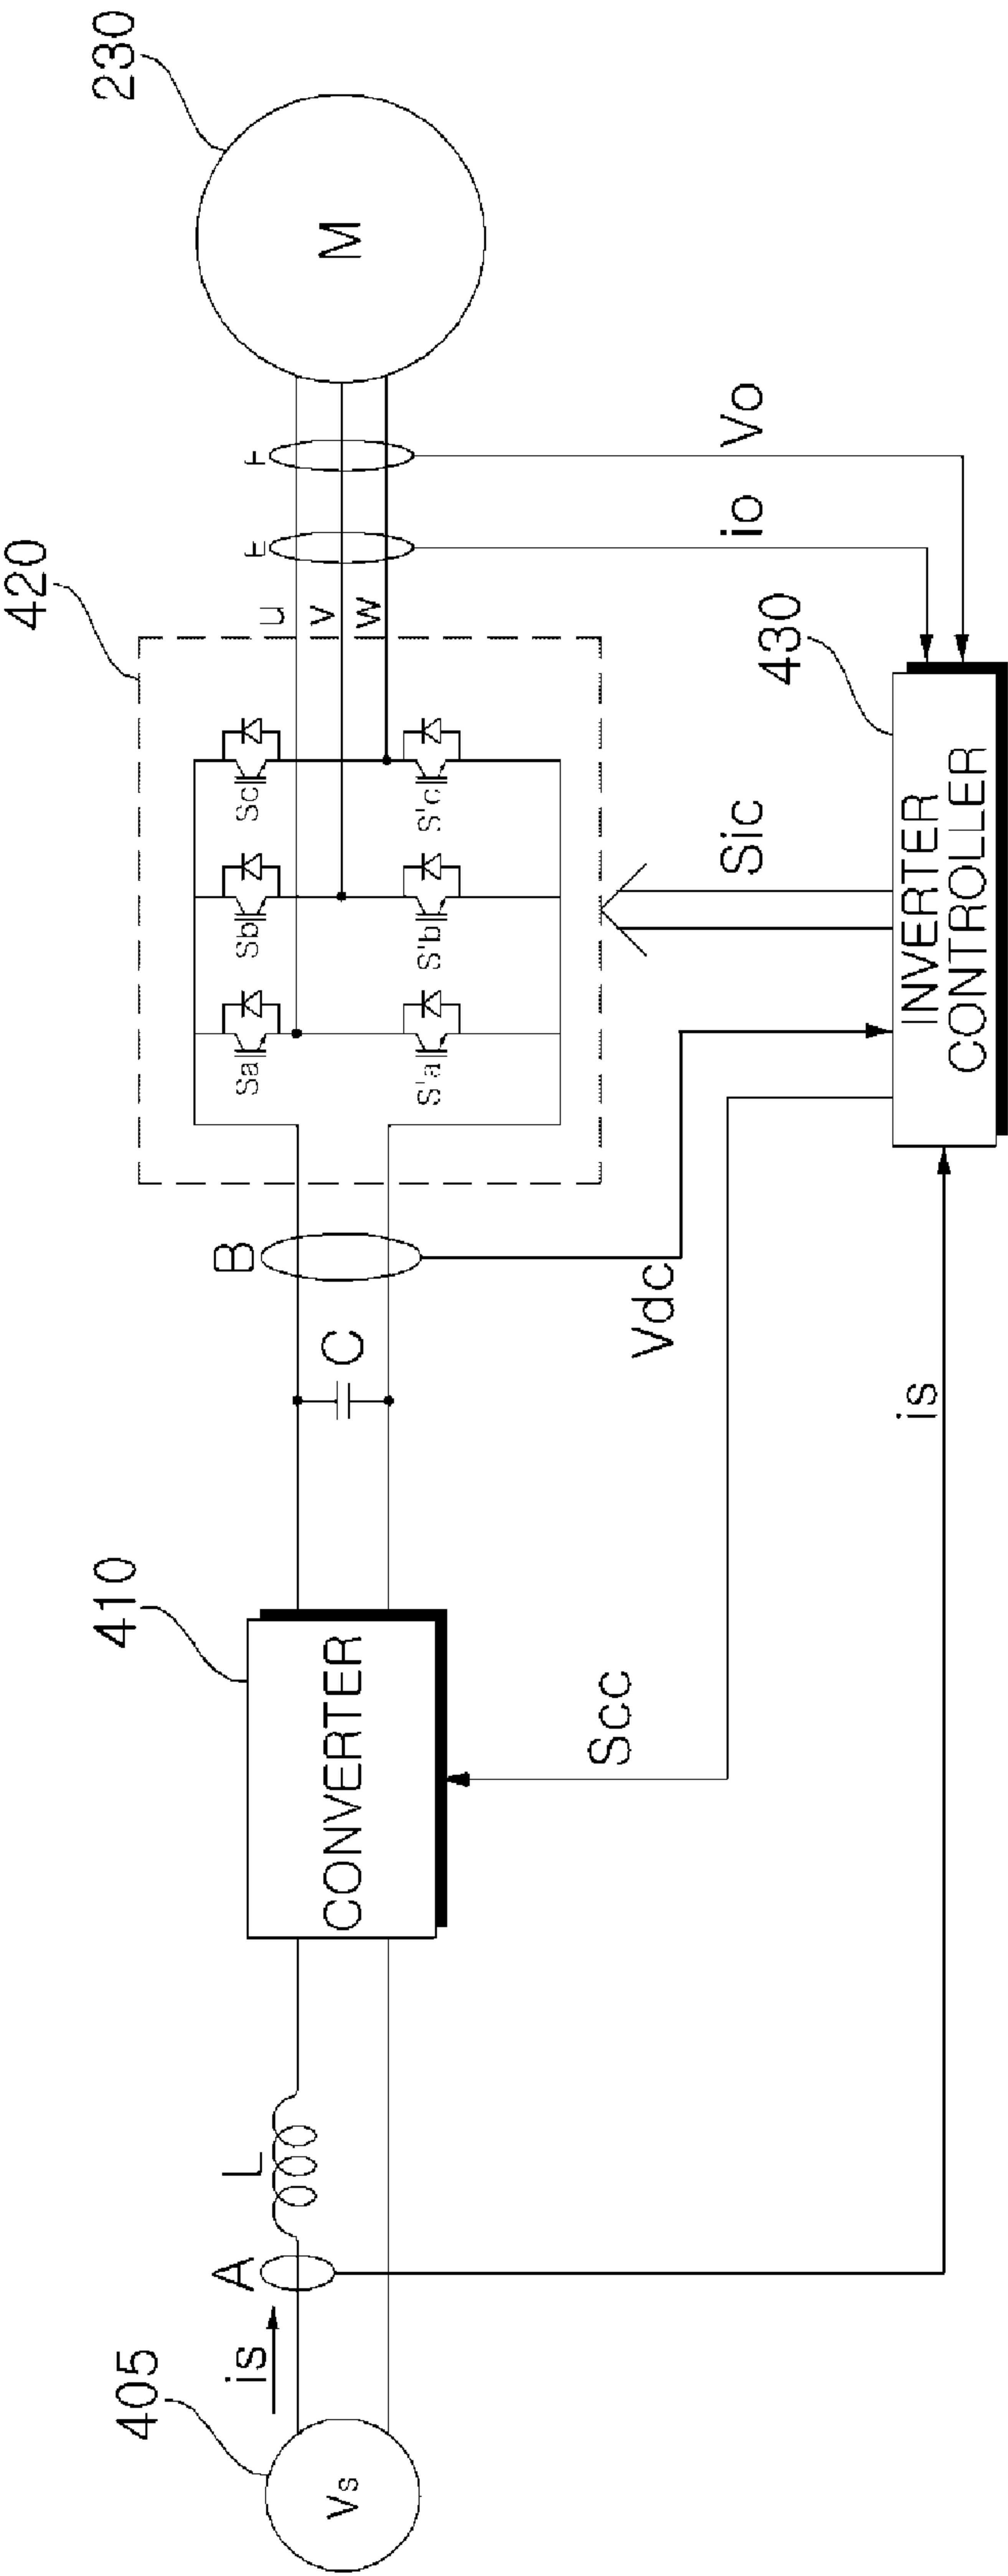 405
Vs
is
A
L
410
CONVERTER
Scc
C
B
Vdc
is
420
Sa
Sb
Sc
S'a
S'b
S'c
u
v
w
E
F
io
Vo
Sic
430
INVERTER
CONTROLLER
230
M